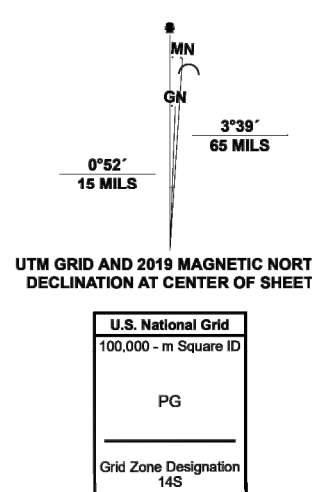 MN
GN
3°39´
65 MILS
0°52´
15 MILS
UTM GRID AND 2019 MAGNETIC NORT
DECLINATION AT CENTER OF SHEET
U.S. National Grid
100,000 - m Square ID
PG
Grid Zone Designation
14S